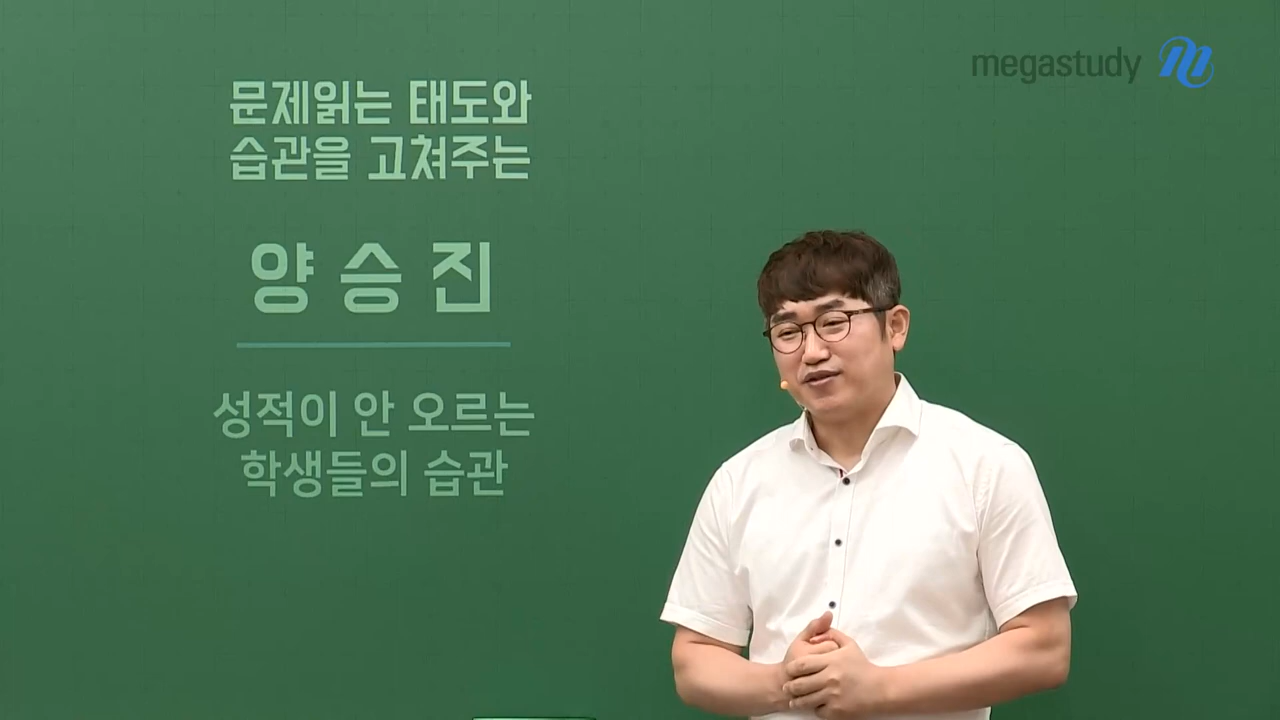 megastudy
문제읽는 태도와
습관을 고쳐주는
양승진
성적이 안 오르는
학생들의 습관